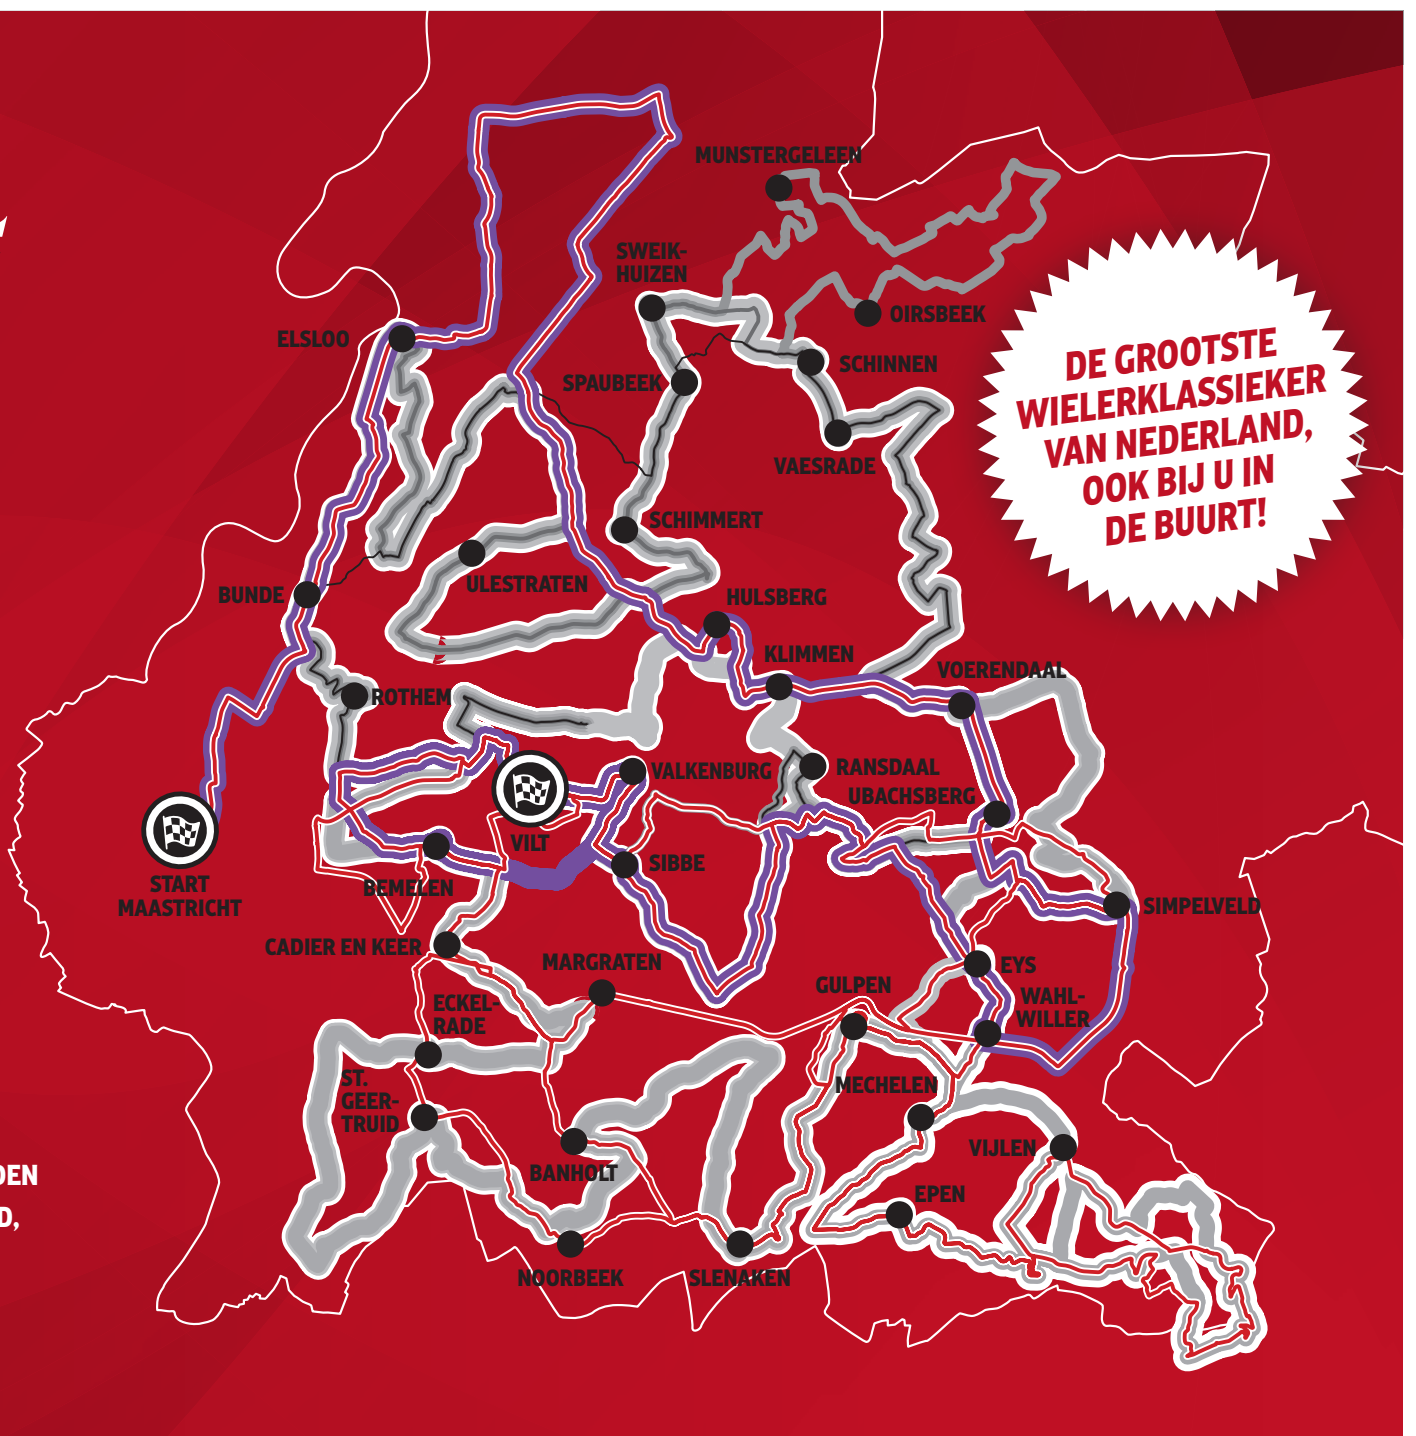 MUNSTERGELEEN
SWEIK-
HUIZEN
OIRSBEEK
ELSLOO
SCHINNEN
SPAUBEEK
VAESRADE
DE GROOTSTE
WIELERKLASSIEKER
VAN NEDERLAND,
OOK BIJ U IN
DE BUURT!
SCHIMMERT
ULESTRATEN
BUNDE
HULSBERG
KLIMMEN
VOERENDAAL
ROTHEM
VALKENBURG
RANSDAAL
UBACHSBERG
VILT
SIBBE
START
MAASTRICHT
BEMELEN
SIMPELVELD
CADIER EN KEER
MARGRATEN
EYS
GULPEN
WAHL-
WILLER
ECKEL-
RADE
ST.
GEER-
TRUID
MECHELEN
VIJLEN
BANHOLT
EPEN
NOORBEEK
SLENAKEN
DEN
D,